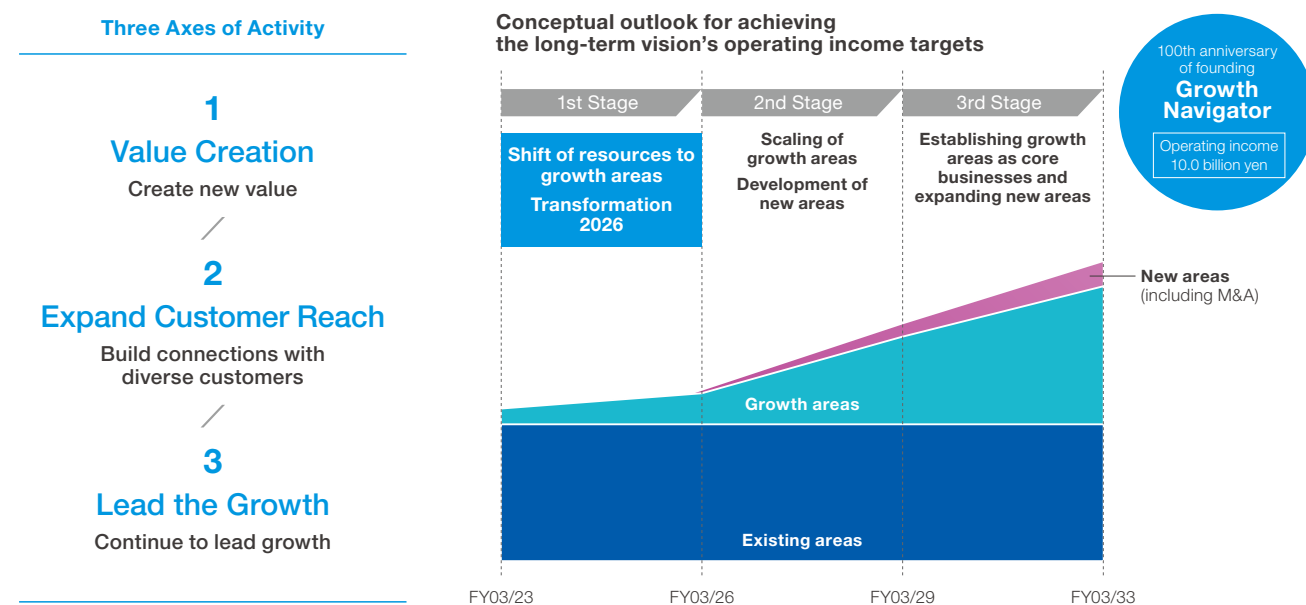 Three Axes of Activity
1
Value Creation
Create new value
2
Expand Customer Reach
Build connections with
diverse customers
3
Lead the Growth
Continue to lead growth
Conceptual outlook for achieving
the long-term vision's operating income targets
1st Stage
2nd Stage
3rd Stage
Shift of resources to
growth areas
Transformation
2026
Scaling of
growth areas
Development of
new areas
Establishing growth
areas as core
businesses and
expanding new areas
100th anniversary
of founding
Growth
Navigator
Operating income
10.0 billion yen
New areas
(including M&A)
Growth areas
Existing areas
FY03/23
FY03/26
FY03/29
FY03/33